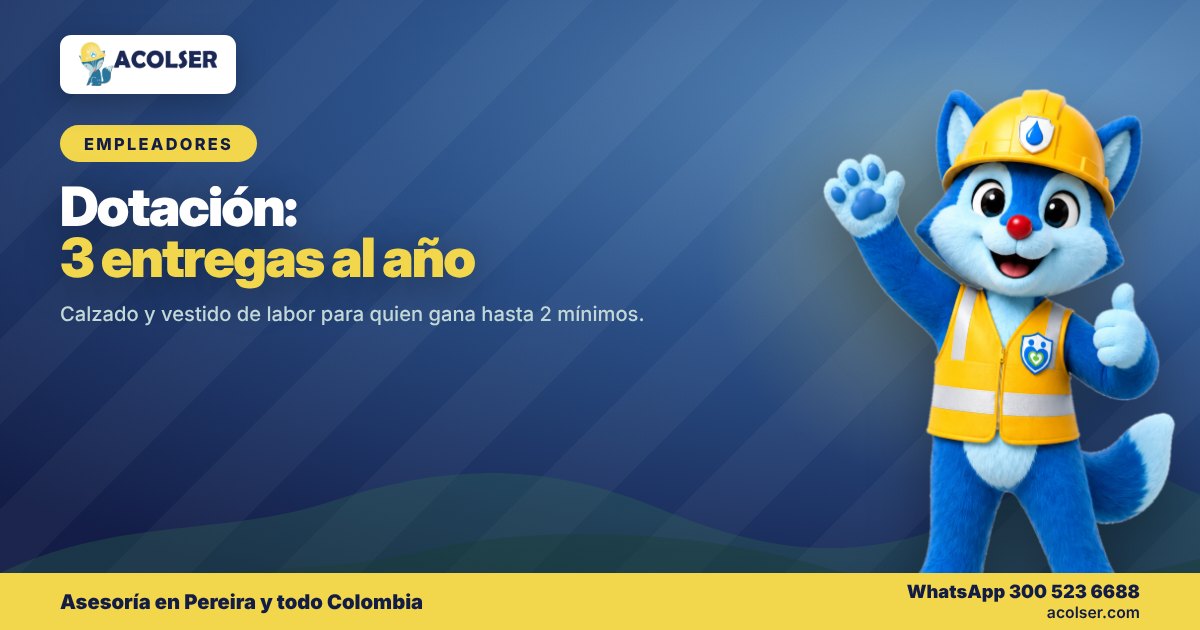 ACOLSER
EMPLEADORES
Dotación:
3 entregas al año
Calzado y vestido de labor para quien gana hasta 2 mínimos.
Asesoría en Pereira y todo Colombia
WhatsApp 300 523 6688
acolser.com